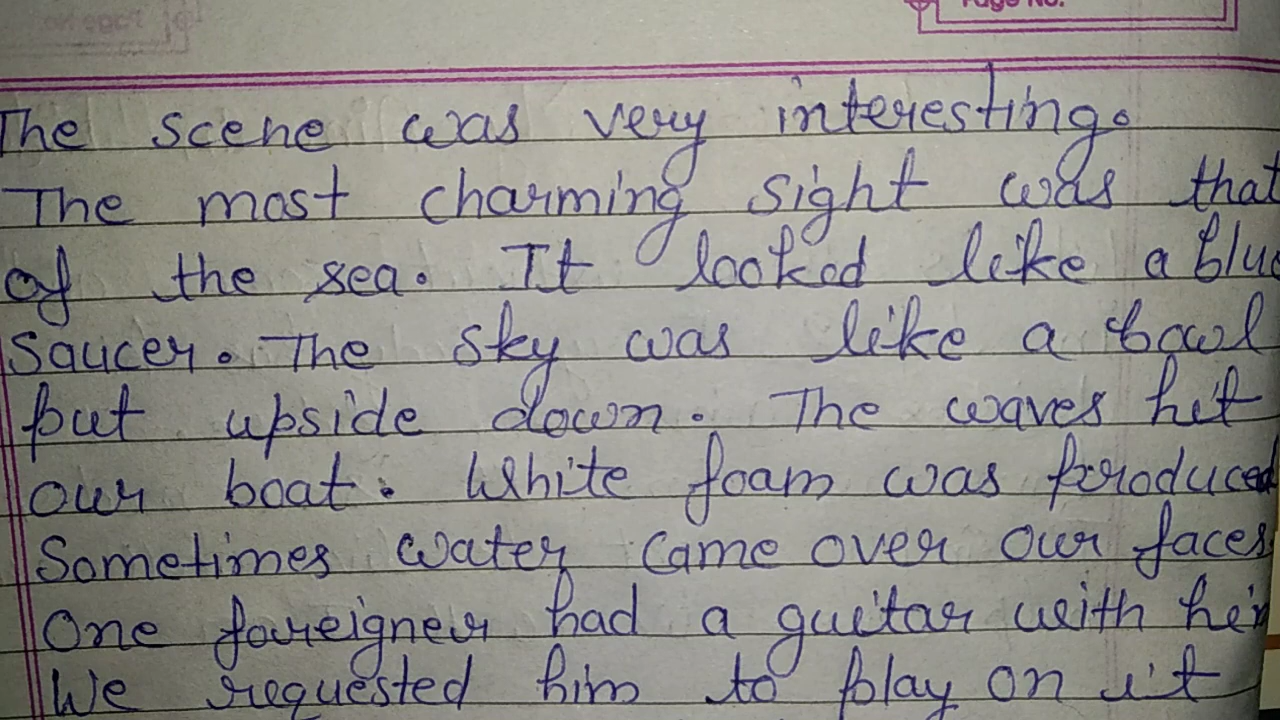 Page No.
The scene was very interesting.
The most charming sight was that
of the sea. It looked like a blue
saucer. The sky was like a bowl
put upside down. The waves hit
our boat. White foam was produced
Sometimes water came over our faces
One foreigner had a guitar with him
We requested him to play on it